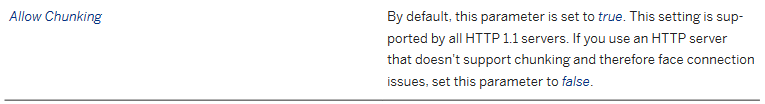 Allow Chunking
By default, this parameter is set to true. This setting is sup-
ported by all HTTP 1.1 servers. If you use an HTTP server
that doesn't support chunking and therefore face connection
issues, set this parameter to false.